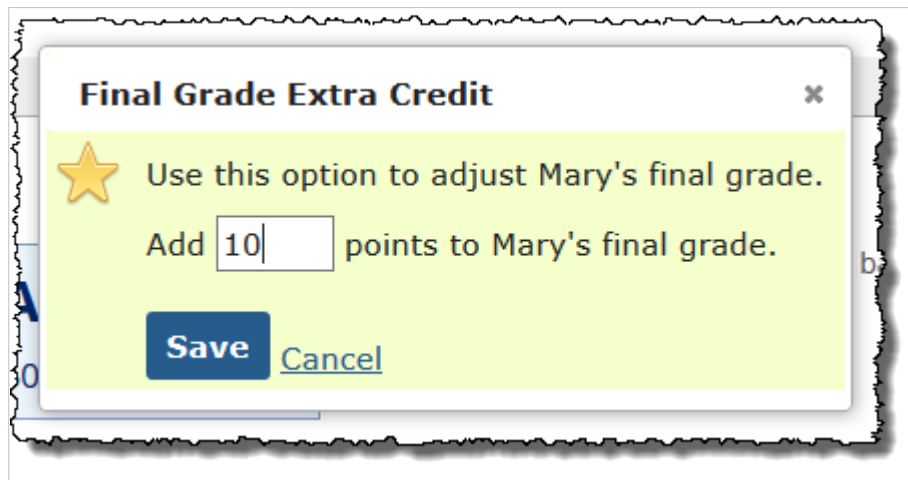 Final Grade Extra Credit
Use this option to adjust Mary's final grade.
Add 10 points to Mary's final grade.
Save Cancel